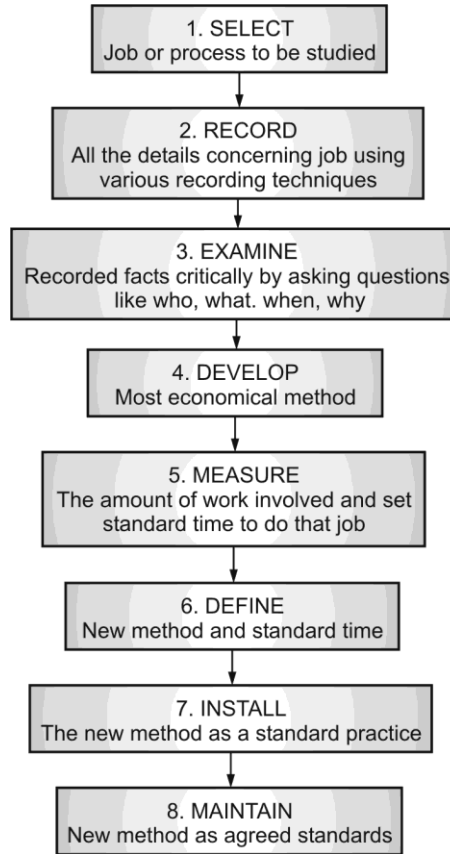 1. SELECT
Job or process to be studied
2. RECORD
All the details concerning job using
various recording techniques
3. EXAMINE
Recorded facts critically by asking questions
like who, what. when, why
4. DEVELOP
Most economical method
5. MEASURE
The amount of work involved and set
standard time to do that job
6. DEFINE
New method and standard time
7. INSTALL
The new method as a standard practice
8. MAINTAIN
New method as agreed standards